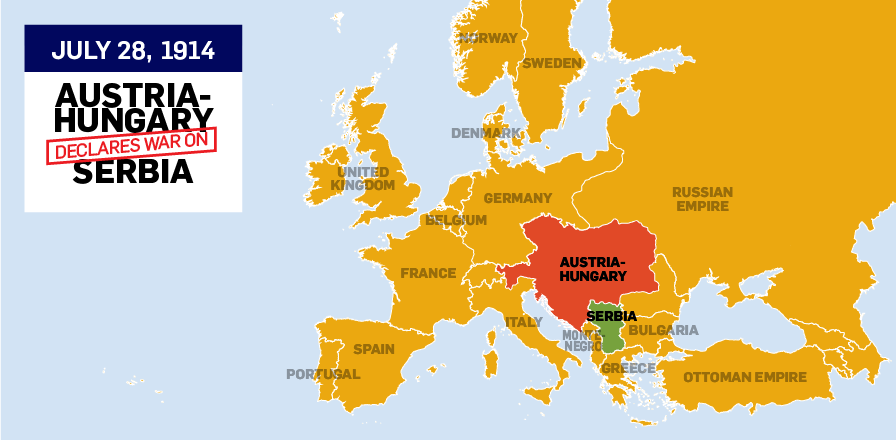 JULY 28, 1914
AUSTRIA-
HUNGARY
DECLARES WAR ON
SERBIA
NORWAY
SWEDEN
DENMARK
UNITED
KINGDOM
GERMANY
RUSSIAN
EMPIRE
BELGIUM
AUSTRIA-
HUNGARY
FRANCE
SERBIA
ITALY
BULGARIA
MONTE-
NEGRO
SPAIN
GREECE
PORTUGAL
OTTOMAN EMPIRE